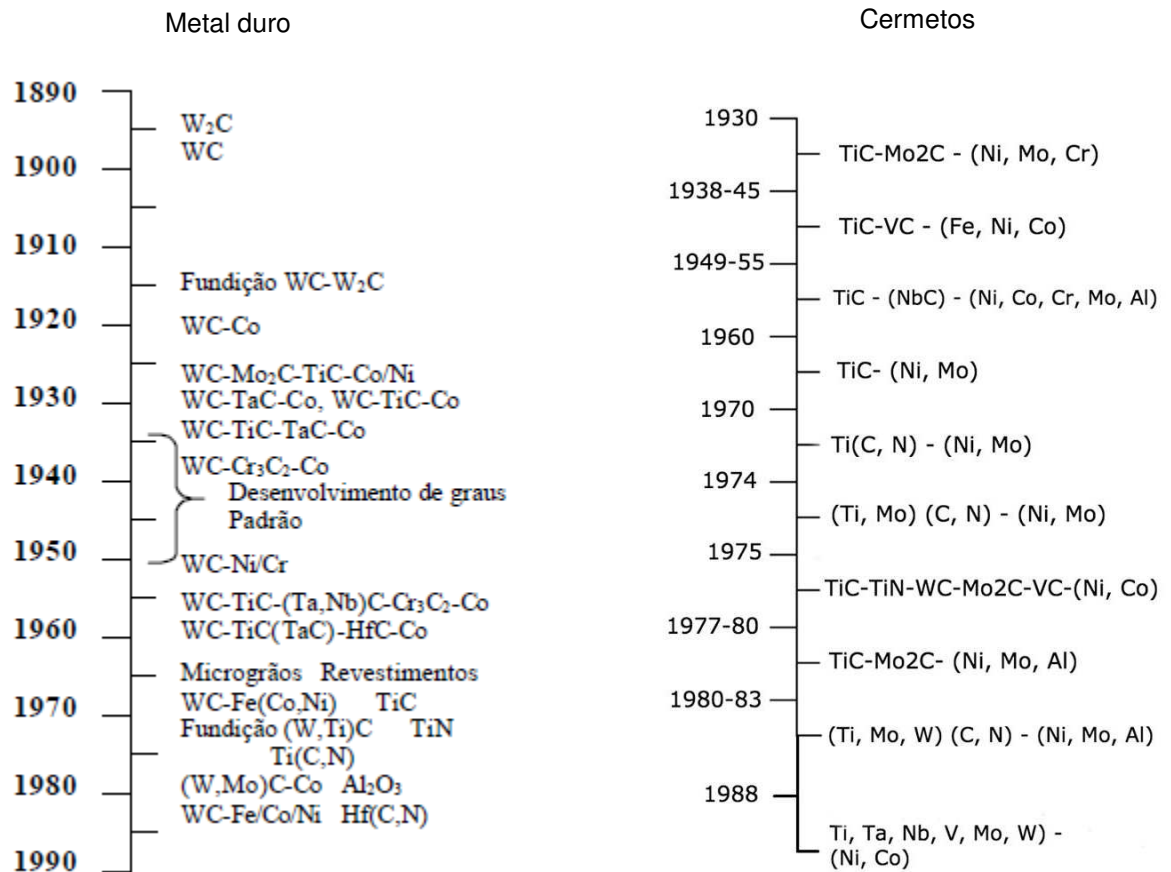 Metal duro
1890
W₂C
WC
1900
1910
Fundição WC-W₂C
1920
WC-Co
WC-Mo₂C-TiC-Co/Ni
1930
WC-TaC-Co, WC-TiC-Co
WC-TiC-TaC-Co
WC-Cr₃C₂-Co
1940
Desenvolvimento de graus
Padrão
1950
WC-Ni/Cr
WC-TiC-(Ta,Nb)C-Cr₃C₂-Co
1960
WC-TiC(TaC)-HfC-Co
Microgrãos Revestimentos
1970
WC-Fe(Co,Ni) TiC
Fundição (W,Ti)C TiN
Ti(C,N)
1980
(W,Mo)C-Co Al₂O₃
WC-Fe/Co/Ni Hf(C,N)
1990
Cermetos
1930
TiC-Mo2C - (Ni, Mo, Cr)
1938-45
TiC-VC - (Fe, Ni, Co)
1949-55
TiC - (NbC) - (Ni, Co, Cr, Mo, Al)
1960
TiC- (Ni, Mo)
1970
Ti(C, N) - (Ni, Mo)
1974
(Ti, Mo) (C, N) - (Ni, Mo)
1975
TiC-TiN-WC-Mo2C-VC-(Ni, Co)
1977-80
TiC-Mo2C- (Ni, Mo, Al)
1980-83
(Ti, Mo, W) (C, N) - (Ni, Mo, Al)
1988
Ti, Ta, Nb, V, Mo, W) -
(Ni, Co)